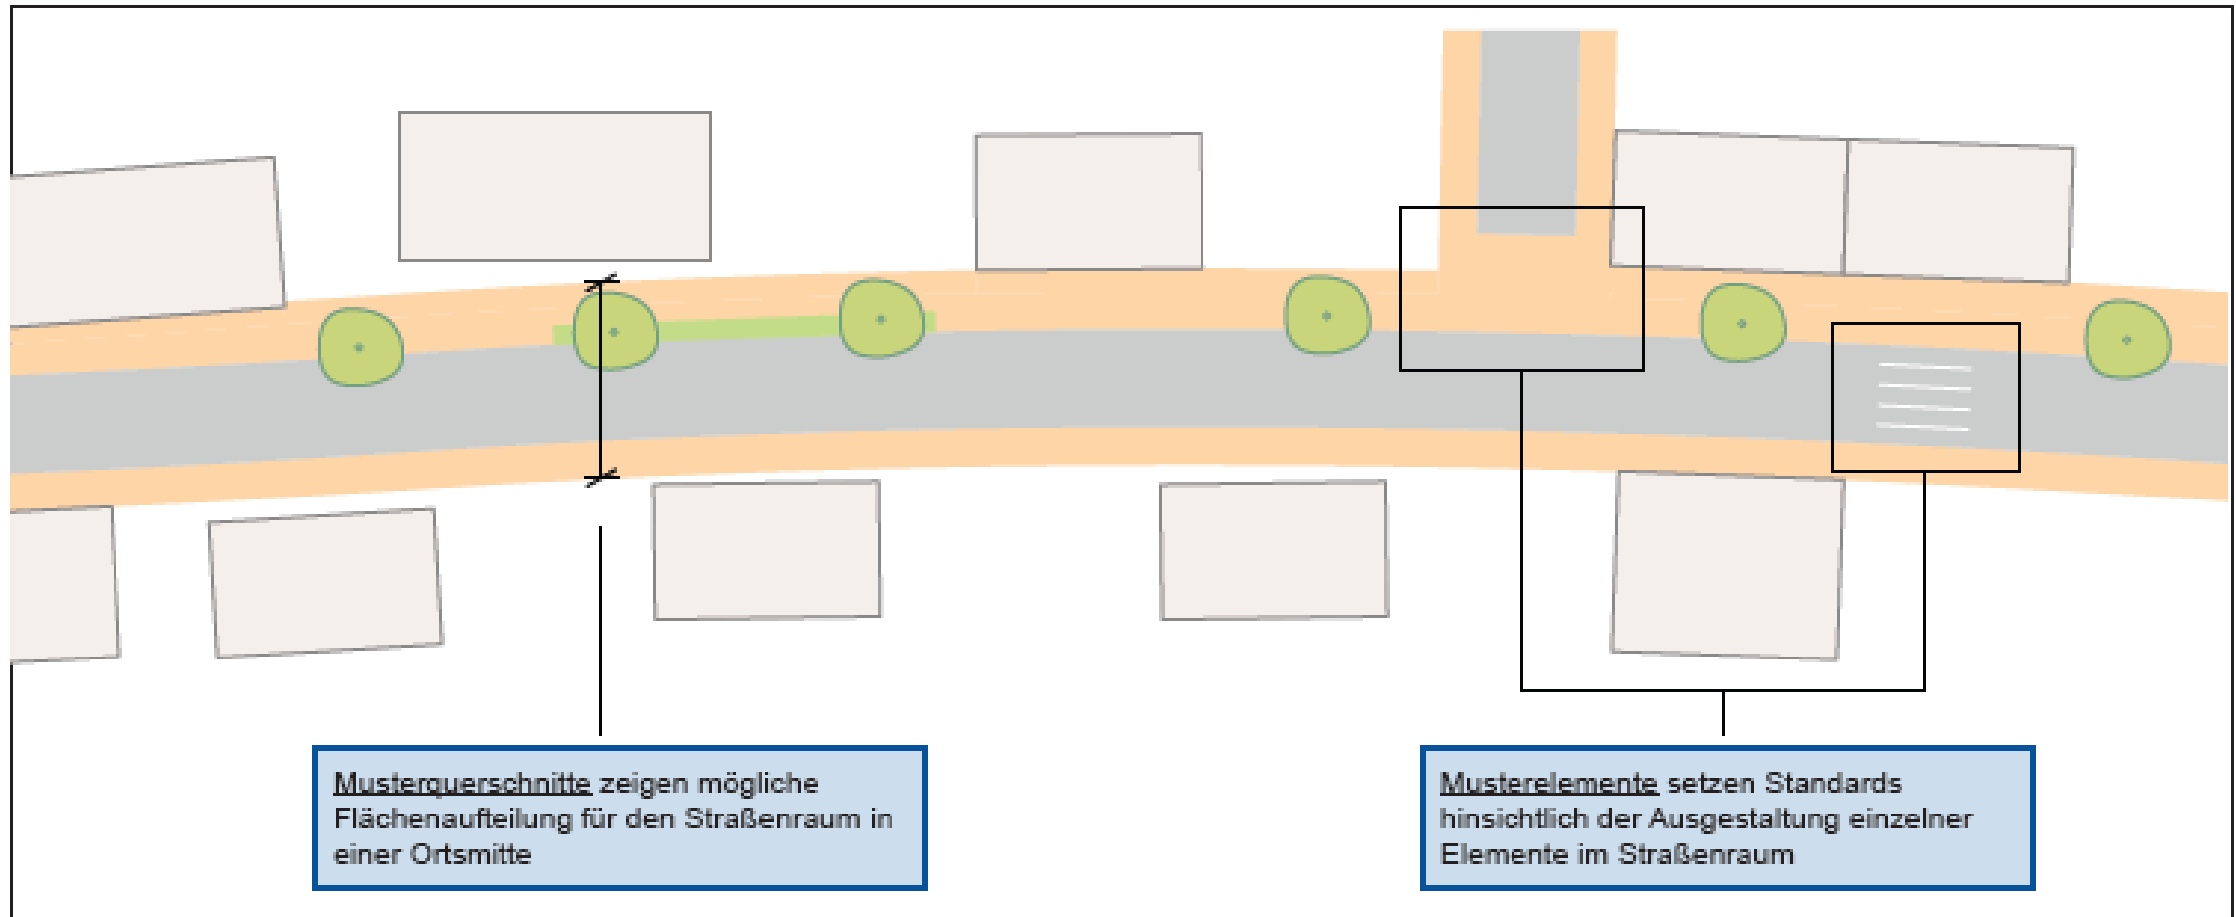 Musterquerschnitte zeigen mögliche
Flächenaufteilung für den Straßenraum in
einer Ortsmitte
Musterelemente setzen Standards
hinsichtlich der Ausgestaltung einzelner
Elemente im Straßenraum